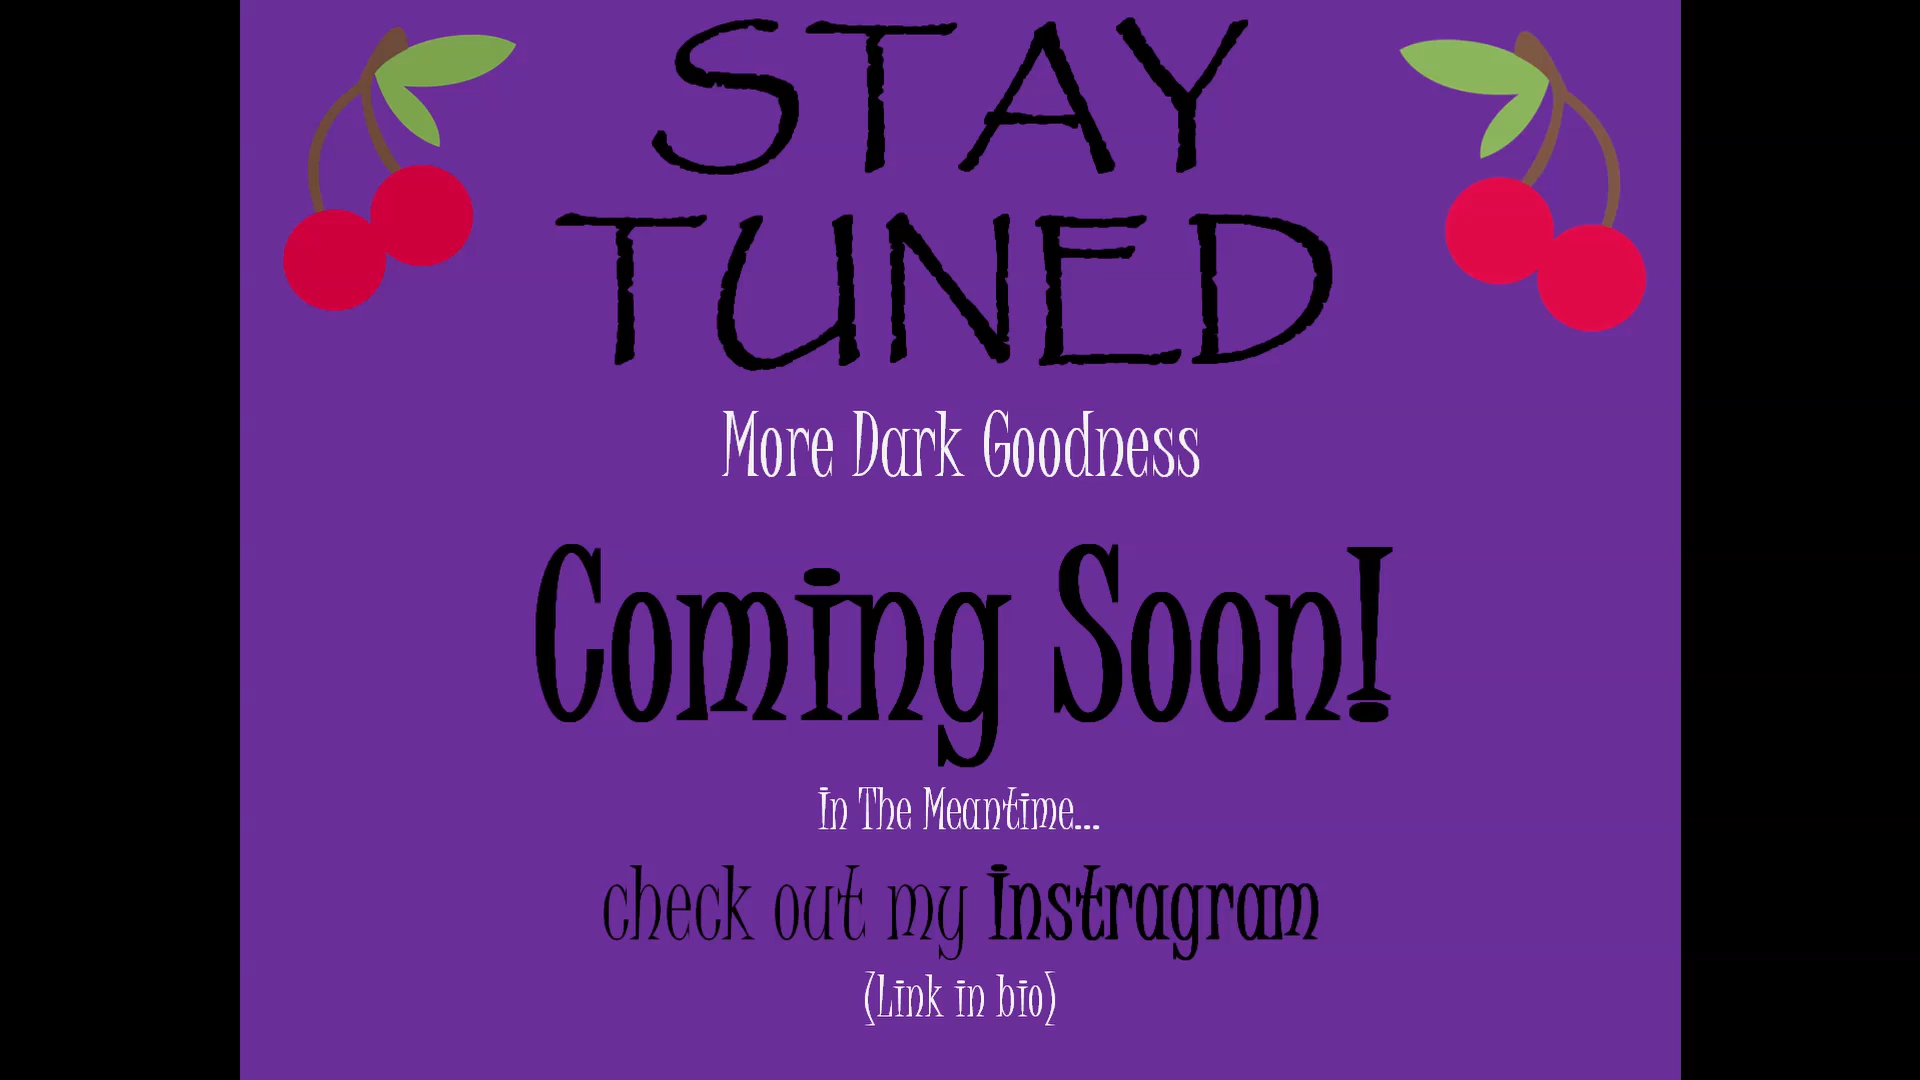 STAY
TUNED
More Dark Goodness
Coming Soon!
In The Meantime...
check out my Instragram
(Link in bio)